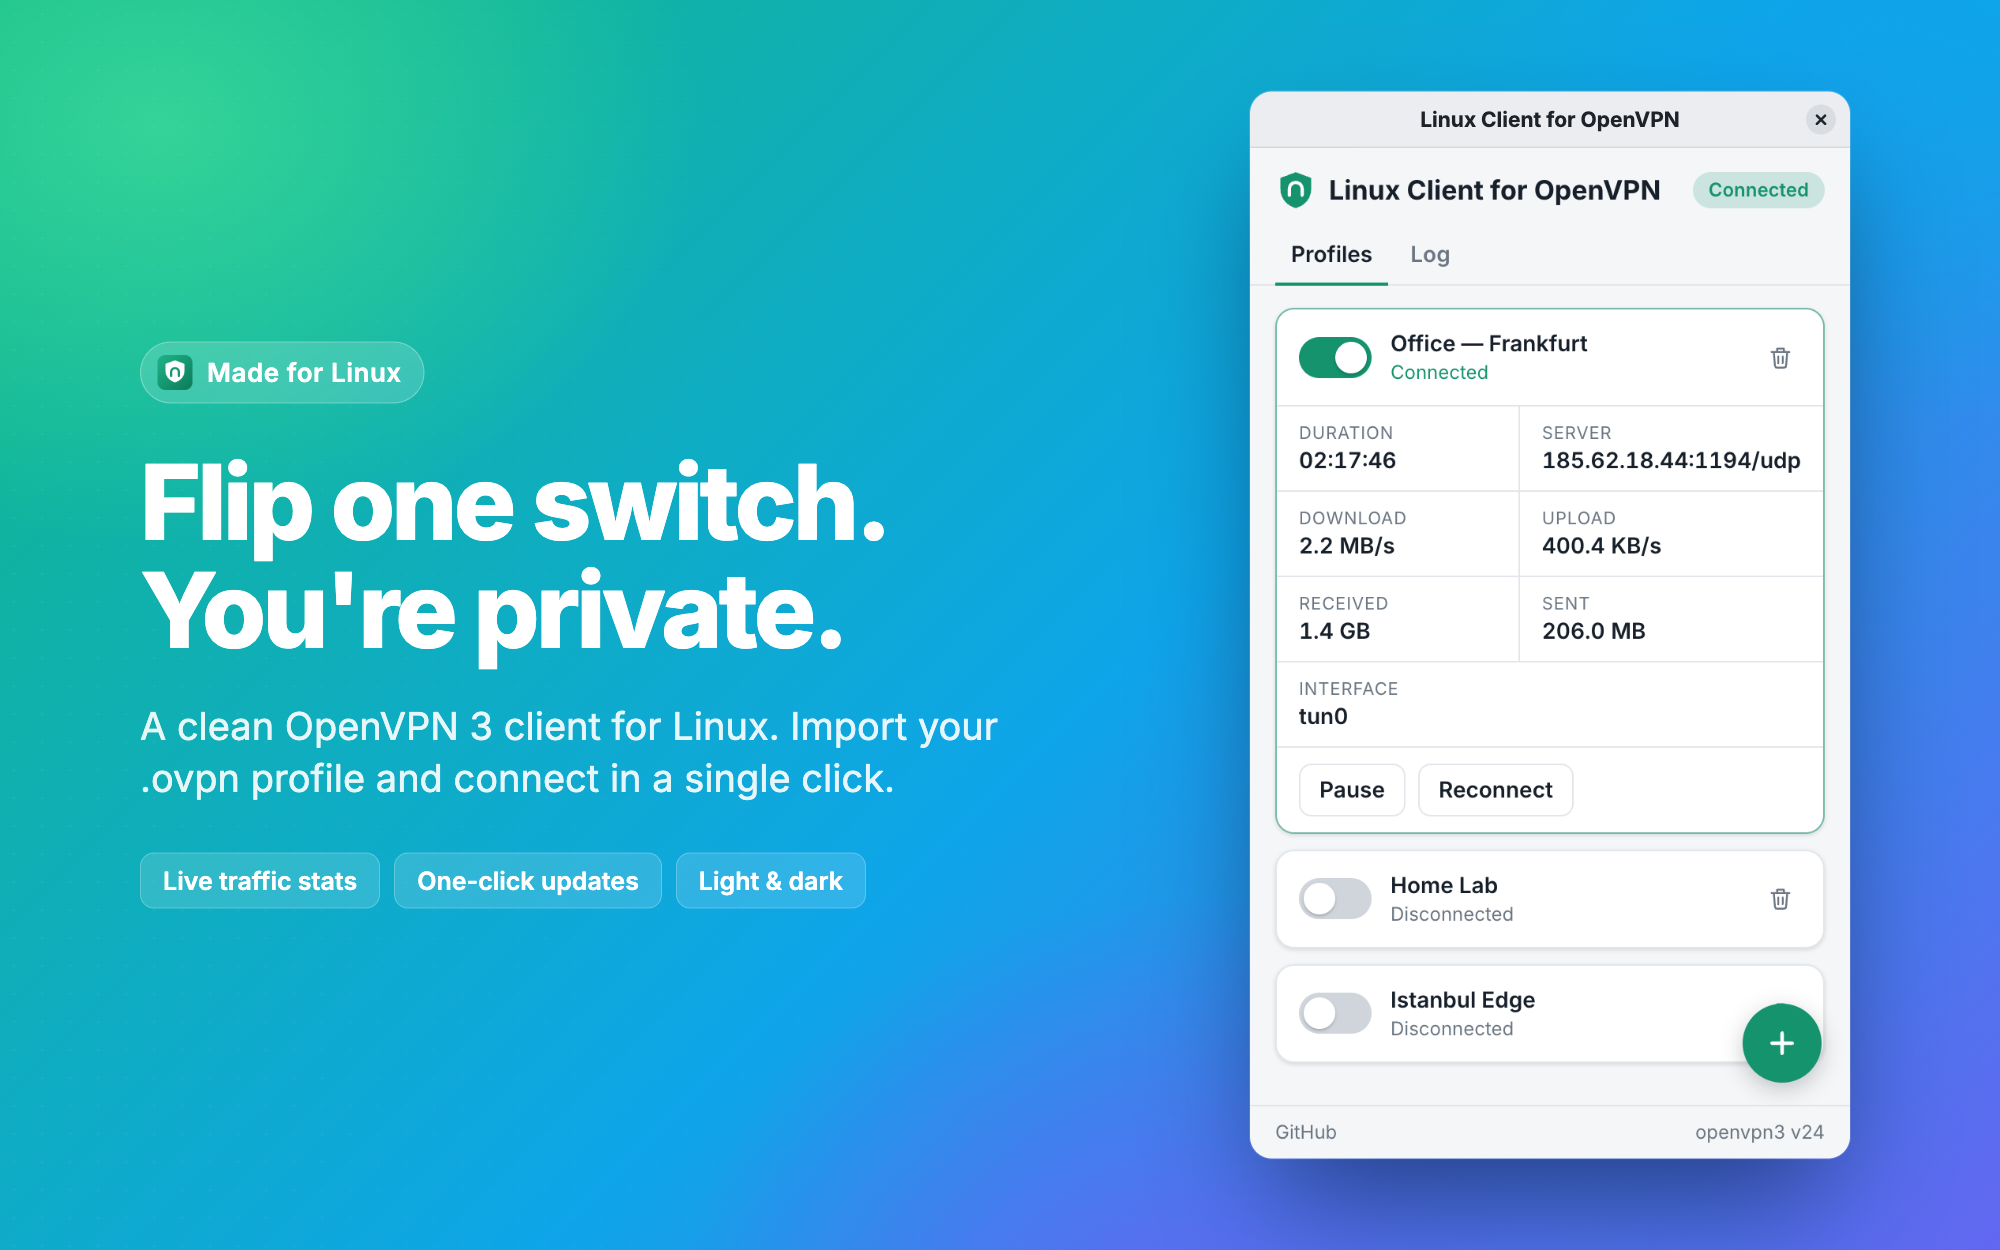 Made for Linux
Flip one switch.
You're private.
A clean OpenVPN 3 client for Linux. Import your
.ovpn profile and connect in a single click.
Live traffic stats
One-click updates
Light & dark
Linux Client for OpenVPN
Linux Client for OpenVPN
Connected
Profiles
Log
Office — Frankfurt
Connected
DURATION
02:17:46
SERVER
185.62.18.44:1194/udp
DOWNLOAD
2.2 MB/s
UPLOAD
400.4 KB/s
RECEIVED
1.4 GB
SENT
206.0 MB
INTERFACE
tun0
Pause
Reconnect
Home Lab
Disconnected
Istanbul Edge
Disconnected
GitHub
openvpn3 v24